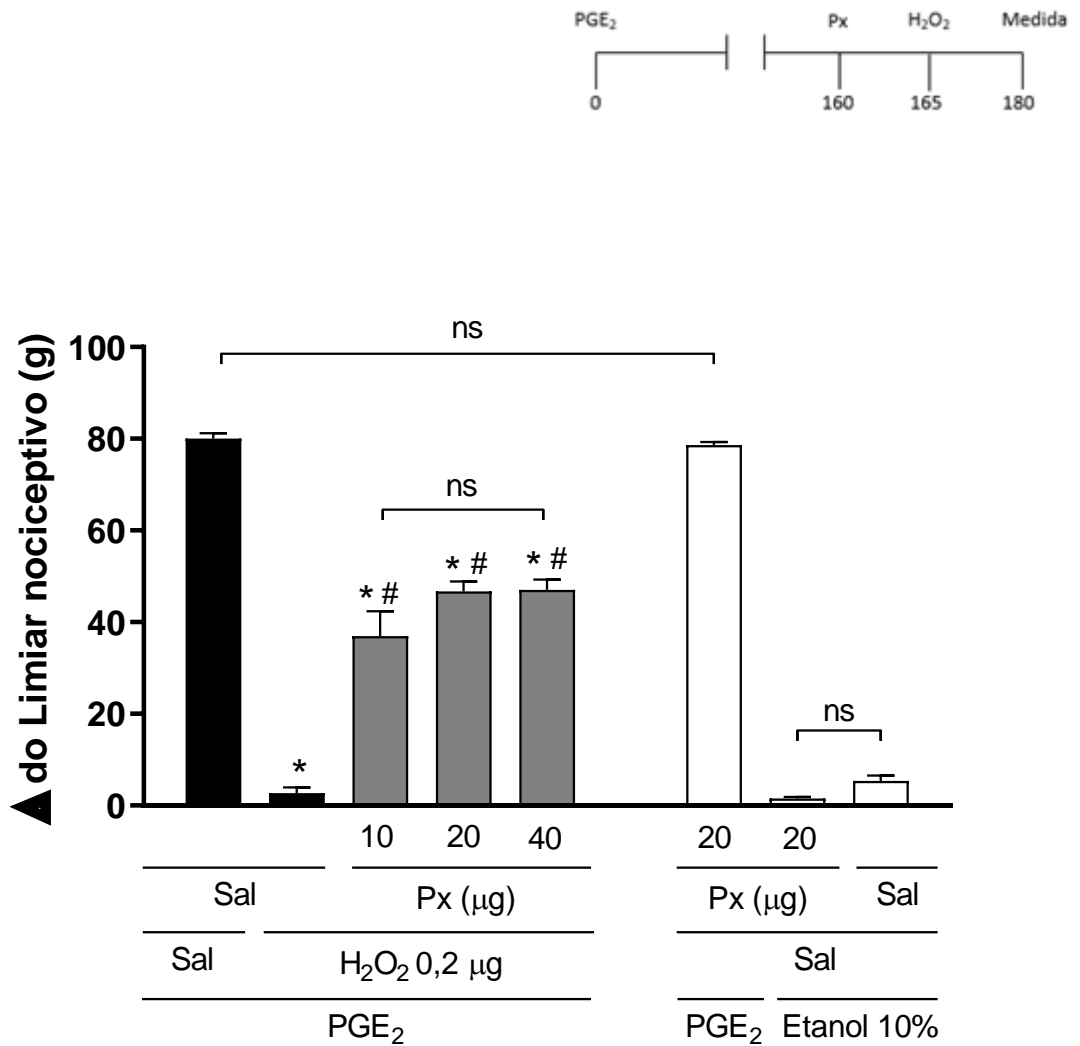 PGE₂ Px H₂O₂ Medida
0 160 165 180
▲ do Limiar nociceptivo (g)
100
80
60
40
20
0
ns
ns
ns
*
* #
* #
* #
10 20 40 20 20
Sal Px (μg) Px (μg) Sal
Sal H₂O₂ 0,2 μg Sal
PGE₂ PGE₂ Etanol 10%